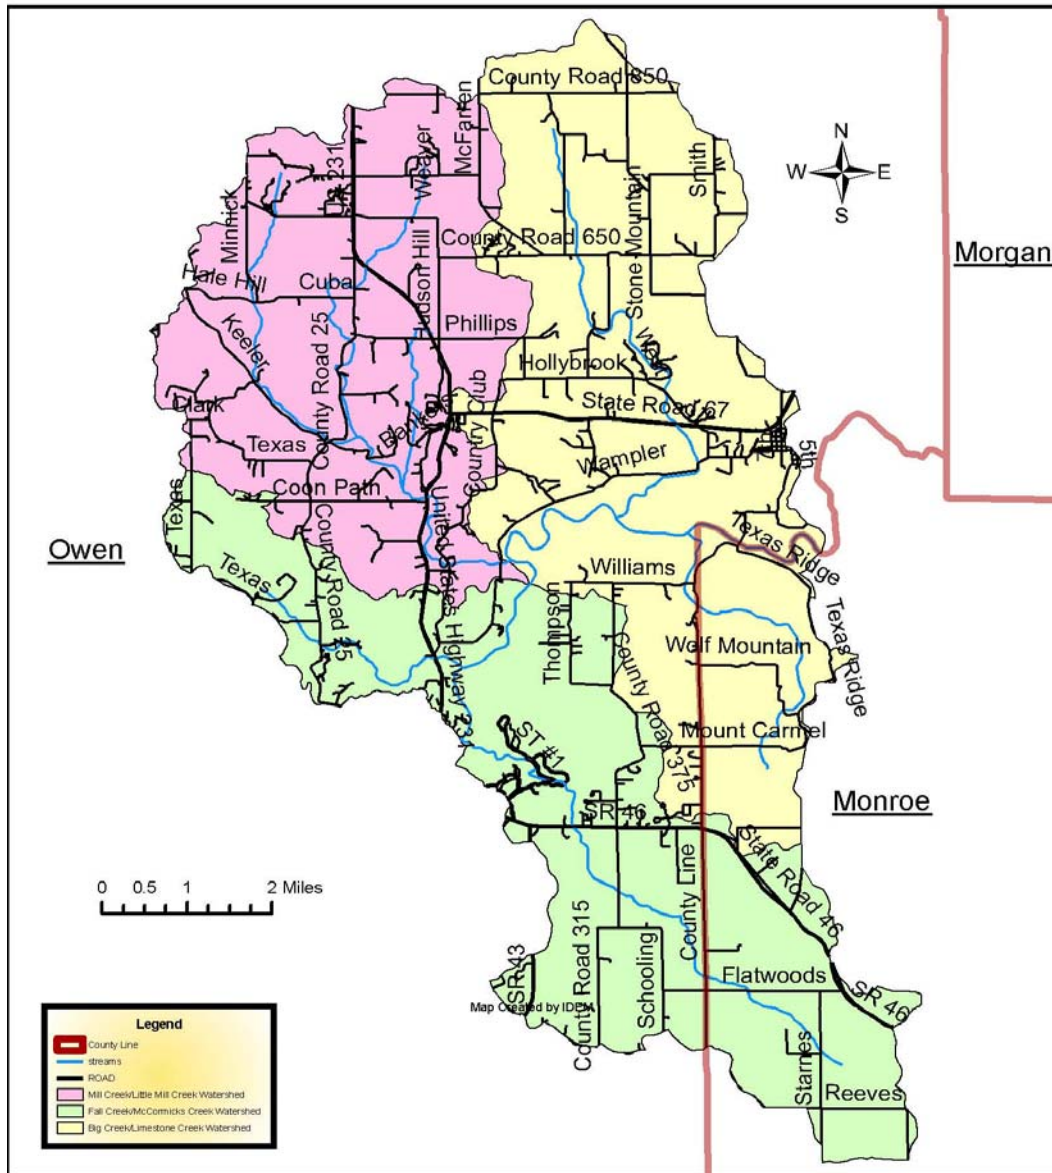 County Road 850
McFarren
Weaver
US 231
Smith
N
W E
S
Minnick
Stone Mountain
County Road 650
Judson Hill
Morgan
Hale Hill
Cuba
Phillips
Keeler
County Road 25
West
Hollybrook
Country Club
State Road 67
Clark
Texas
Wampler
5th
Coon Path
Texas
United States Highway 231
Texas Ridge
Owen
County Road 25
Texas
Williams
Thompson
Texas Ridge
Wolf Mountain
County Road 375
ST #1
Mount Carmel
Monroe
SR 46
State Road 46
0 0.5 1 2 Miles
County Line
County Road 315
SR 43
Schooling
Flatwoods
SR 46
Map Created by IDEM
Starnes
Reeves
Legend
County Line
streams
ROAD
Mill Creek/Little Mill Creek Watershed
Fall Creek/McCormicks Creek Watershed
Big Creek/Limestone Creek Watershed